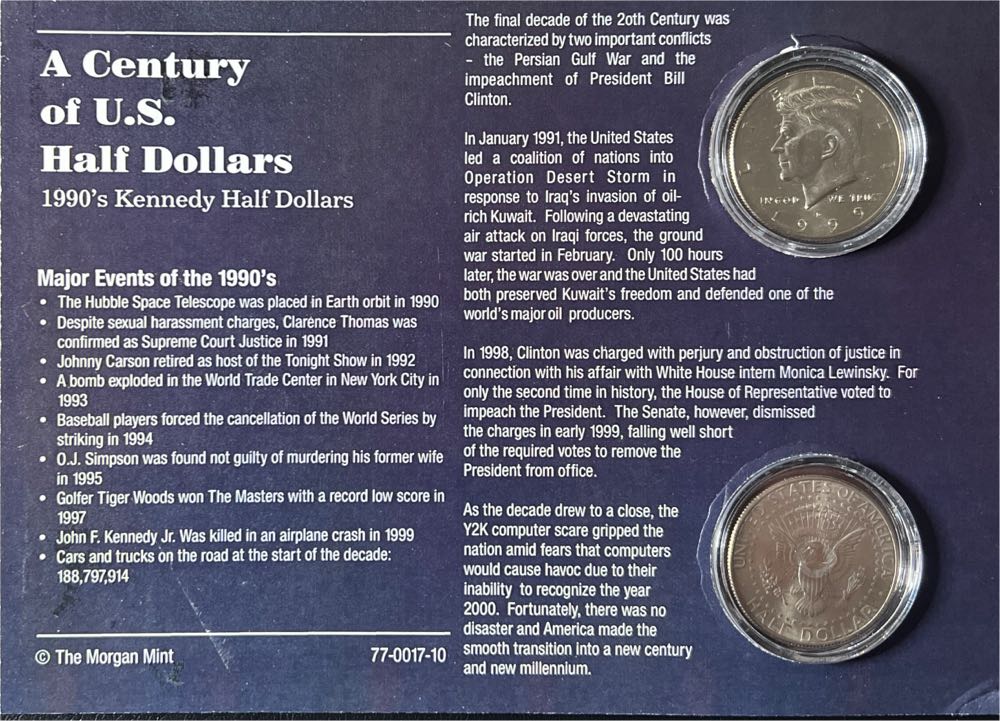 A Century
of U.S.
Half Dollars
1990's Kennedy Half Dollars
Major Events of the 1990's
• The Hubble Space Telescope was placed in Earth orbit in 1990
• Despite sexual harassment charges, Clarence Thomas was
confirmed as Supreme Court Justice in 1991
• Johnny Carson retired as host of the Tonight Show in 1992
• A bomb exploded in the World Trade Center in New York City in
1993
• Baseball players forced the cancellation of the World Series by
striking in 1994
• O.J. Simpson was found not guilty of murdering his former wife
in 1995
• Golfer Tiger Woods won The Masters with a record low score in
1997
• John F. Kennedy Jr. Was killed in an airplane crash in 1999
• Cars and trucks on the road at the start of the decade:
188,797,914
© The Morgan Mint 77-0017-10
The final decade of the 20th Century was
characterized by two important conflicts
- the Persian Gulf War and the
impeachment of President Bill
Clinton.
In January 1991, the United States
led a coalition of nations into
Operation Desert Storm in
response to Iraq's invasion of oil-
rich Kuwait. Following a devastating
air attack on Iraqi forces, the ground
war started in February. Only 100 hours
later, the war was over and the United States had
both preserved Kuwait's freedom and defended one of the
world's major oil producers.
In 1998, Clinton was charged with perjury and obstruction of justice in
connection with his affair with White House intern Monica Lewinsky. For
only the second time in history, the House of Representative voted to
impeach the President. The Senate, however, dismissed
the charges in early 1999, falling well short
of the required votes to remove the
President from office.
As the decade drew to a close, the
Y2K computer scare gripped the
nation amid fears that computers
would cause havoc due to their
inability to recognize the year
2000. Fortunately, there was no
disaster and America made the
smooth transition into a new century
and new millennium.
LIBERTY
IN GOD WE TRUST
1999
UNITED STATES OF AMERICA
HALF DOLLAR